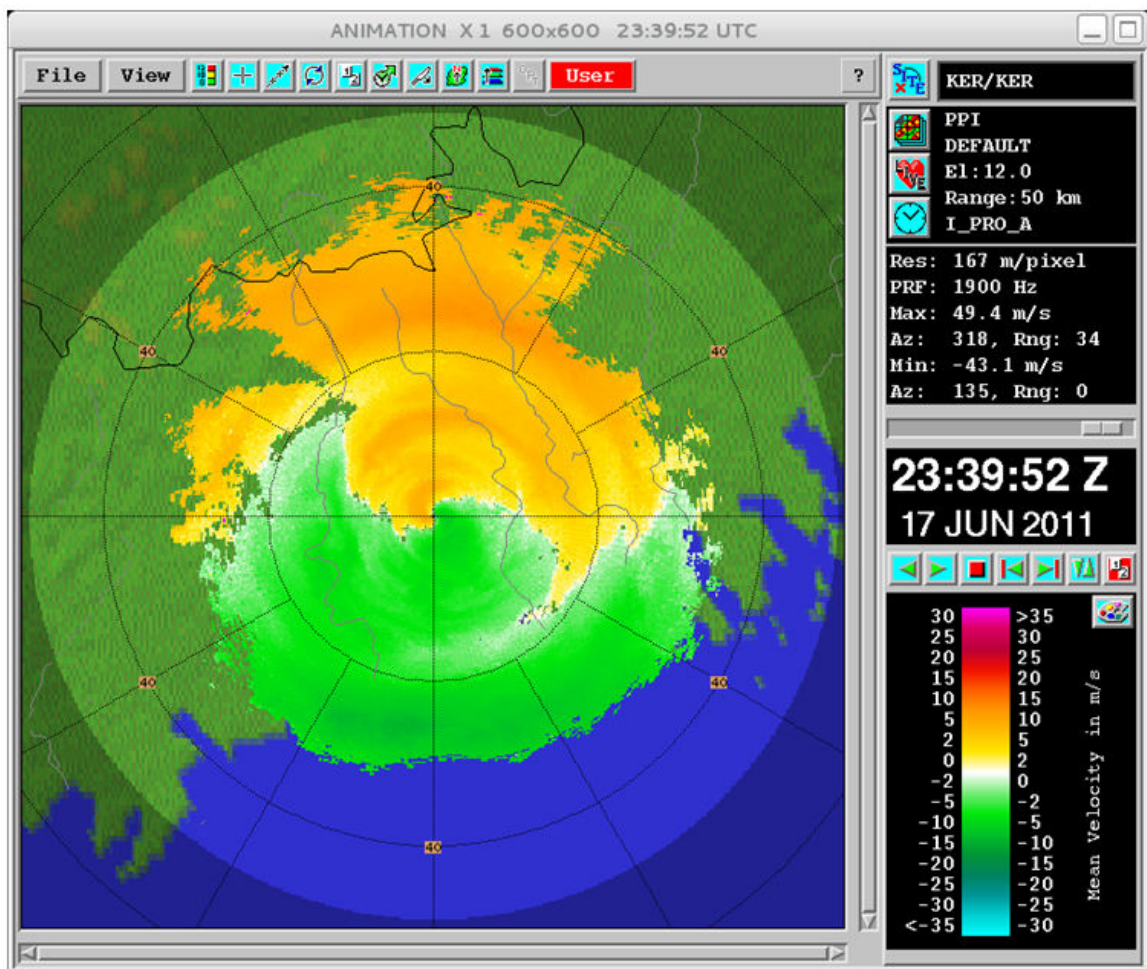 ANIMATION X 1 600x600 23:39:52 UTC
File View User ?
SITE
KER/KER
PPI
DEFAULT
LIVE
El:12.0
Range:50 km
I_PRO_A
Res: 167 m/pixel
PRF: 1900 Hz
Max: 49.4 m/s
Az: 318, Rng: 34
Min: -43.1 m/s
Az: 135, Rng: 0
40
40
40
40
40
40
23:39:52 Z
17 JUN 2011
30 >35
25 30
20 25
15 20
10 15
5 10
2 5
0 2
-2 0
-5 -2
-10 -5
-15 -10
-20 -15
-25 -20
-30 -25
<-35 -30
Mean Velocity in m/s